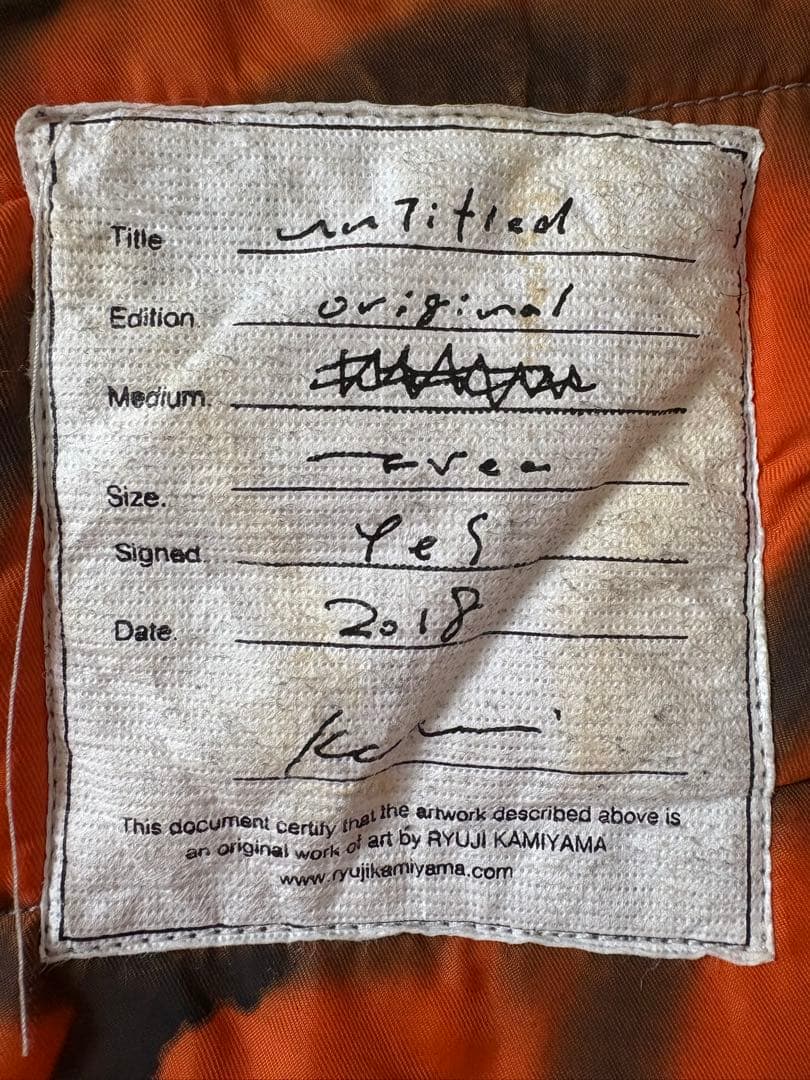 Title untitled
Edition. original
Medium.
Size.
Signed. Yes
Date. 2018
This document certify that the artwork described above is
an original work of art by RYUJI KAMIYAMA
www.ryujikamiyama.com